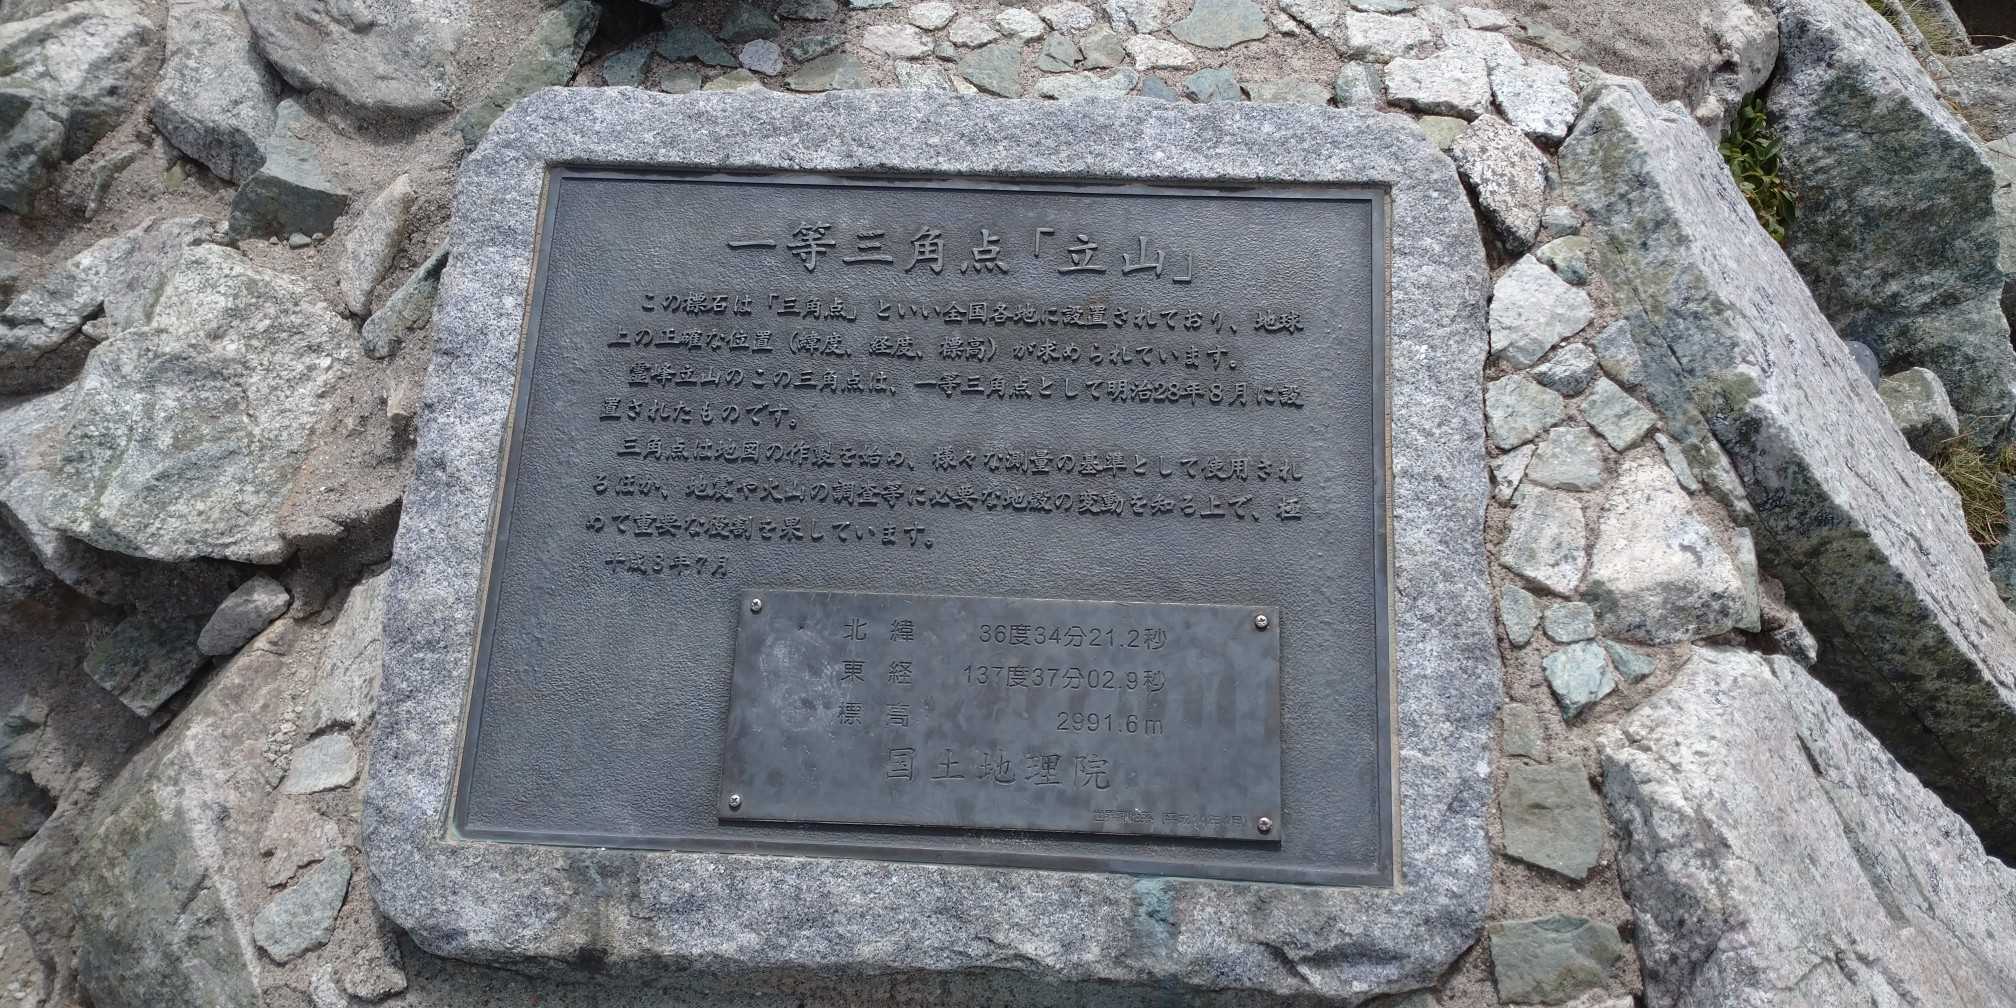 一等三角点「立山」
この標石は「三角点」といい全国各地に設置されており、地球
上の正確な位置（緯度、経度、標高）が求められています。
霊峰立山のこの三角点は、一等三角点として明治28年8月に設
置されたものです。
三角点は地図の作製を始め、様々な測量の基準として使用され
るほか、地震や火山の調査等に必要な地殻の変動を知る上で、極
めて重要な役割を果しています。
平成3年7月
北緯 36度34分21.2秒
東経 137度37分02.9秒
標高 2991.6m
国土地理院